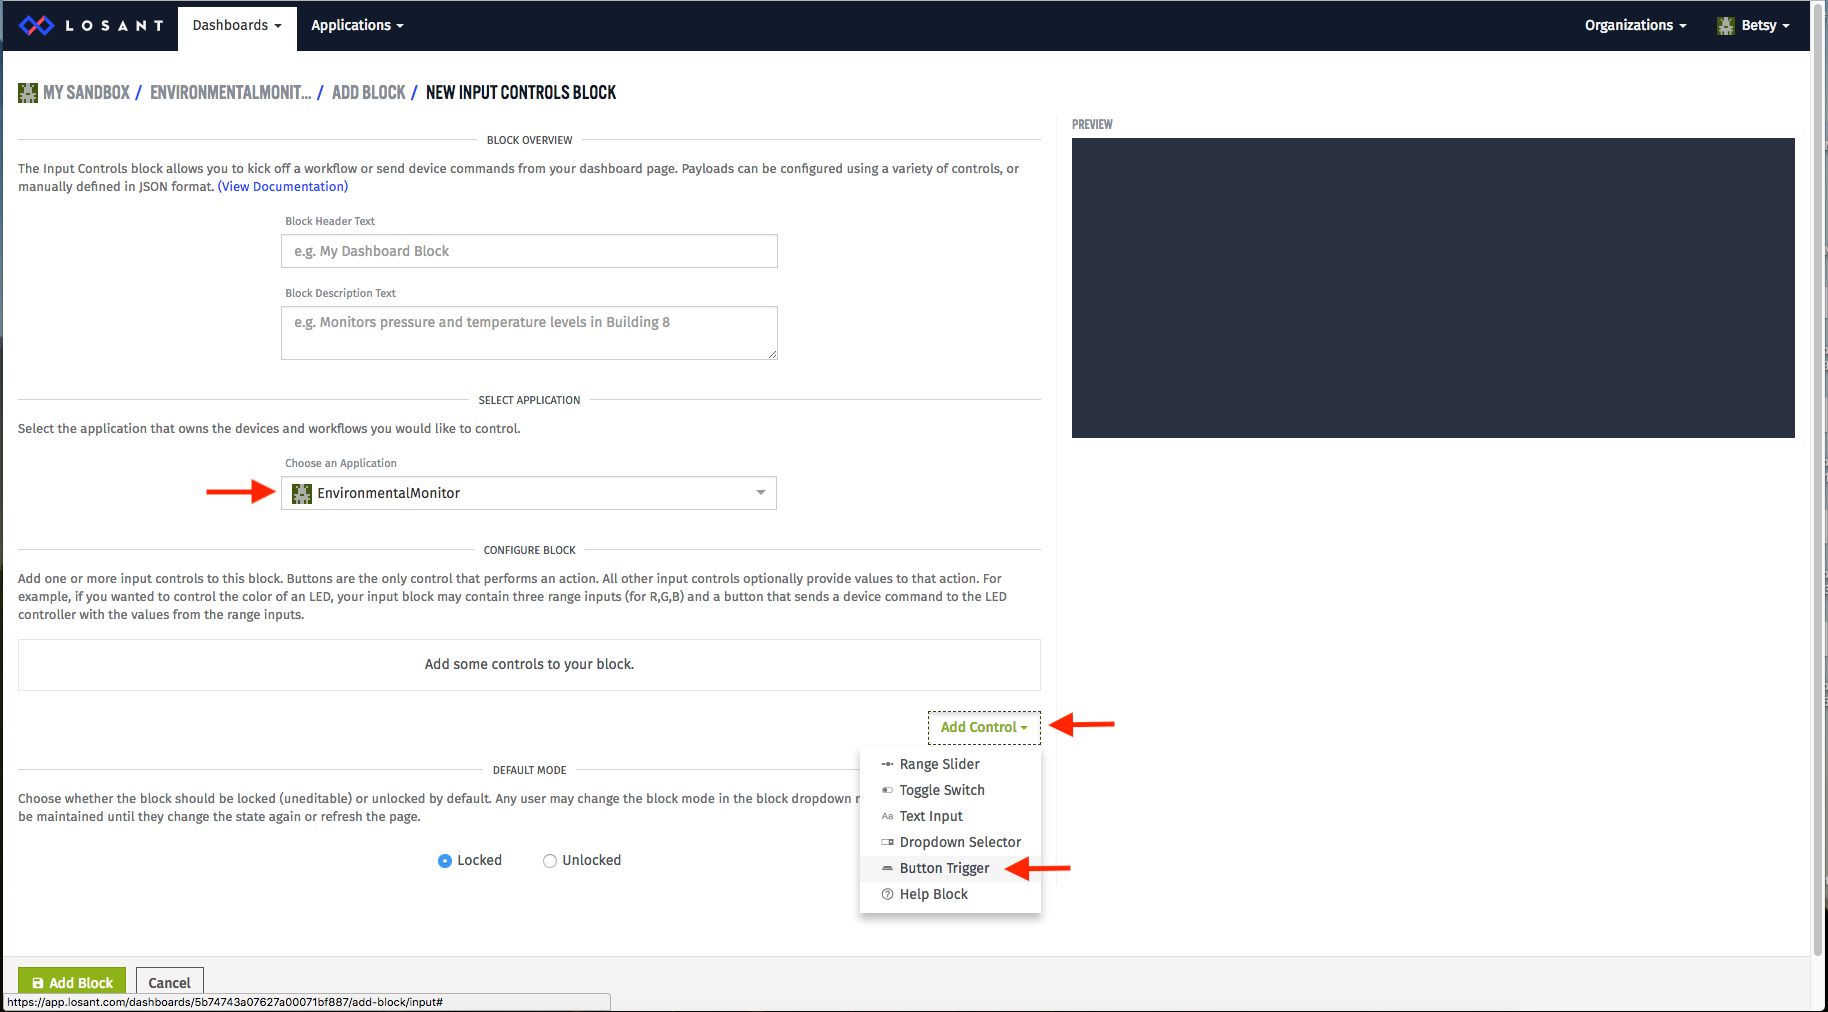 LOSANT
Dashboards
Applications
Organizations
Betsy
MY SANDBOX / ENVIRONMENTALMONIT... / ADD BLOCK / NEW INPUT CONTROLS BLOCK
BLOCK OVERVIEW
The Input Controls block allows you to kick off a workflow or send device commands from your dashboard page. Payloads can be configured using a variety of controls, or
manually defined in JSON format. (View Documentation)
Block Header Text
e.g. My Dashboard Block
Block Description Text
e.g. Monitors pressure and temperature levels in Building 8
SELECT APPLICATION
Select the application that owns the devices and workflows you would like to control.
Choose an Application
EnvironmentalMonitor
CONFIGURE BLOCK
Add one or more input controls to this block. Buttons are the only control that performs an action. All other input controls optionally provide values to that action. For
example, if you wanted to control the color of an LED, your input block may contain three range inputs (for R,G,B) and a button that sends a device command to the LED
controller with the values from the range inputs.
Add some controls to your block.
Add Control
Range Slider
Toggle Switch
Aa Text Input
Dropdown Selector
Button Trigger
Help Block
DEFAULT MODE
Choose whether the block should be locked (uneditable) or unlocked by default. Any user may change the block mode in the block dropdown
be maintained until they change the state again or refresh the page.
Locked
Unlocked
Add Block
Cancel
https://app.losant.com/dashboards/5b74743a07627a00071bf887/add-block/input#
PREVIEW